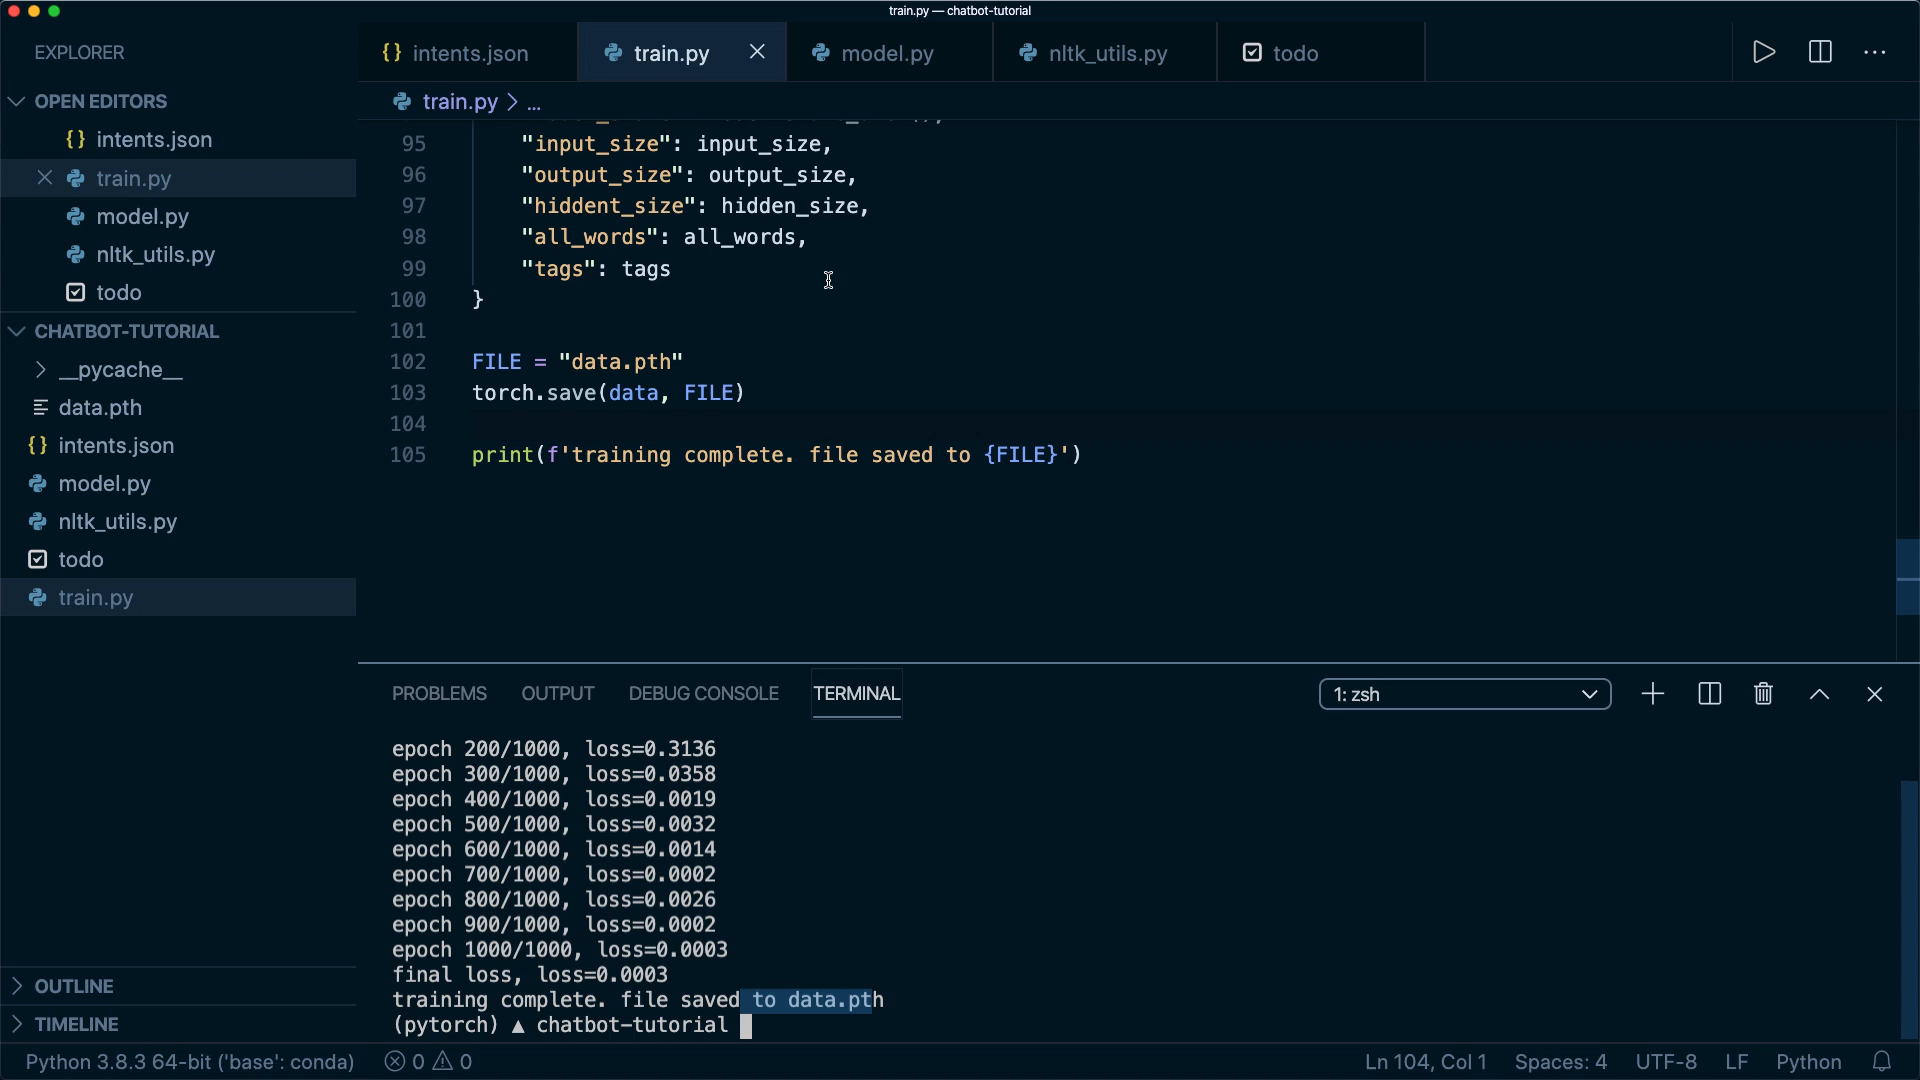 train.py — chatbot-tutorial
EXPLORER
intents.json
train.py
model.py
nltk_utils.py
todo
OPEN EDITORS
intents.json
train.py
model.py
nltk_utils.py
todo
CHATBOT-TUTORIAL
__pycache__
data.pth
intents.json
model.py
nltk_utils.py
todo
train.py
OUTLINE
TIMELINE
train.py > ...
95 "input_size": input_size,
96 "output_size": output_size,
97 "hiddent_size": hidden_size,
98 "all_words": all_words,
99 "tags": tags
100 }
101
102 FILE = "data.pth"
103 torch.save(data, FILE)
104
105 print(f'training complete. file saved to {FILE}')
PROBLEMS OUTPUT DEBUG CONSOLE TERMINAL
1: zsh
epoch 200/1000, loss=0.3136
epoch 300/1000, loss=0.0358
epoch 400/1000, loss=0.0019
epoch 500/1000, loss=0.0032
epoch 600/1000, loss=0.0014
epoch 700/1000, loss=0.0002
epoch 800/1000, loss=0.0026
epoch 900/1000, loss=0.0002
epoch 1000/1000, loss=0.0003
final loss, loss=0.0003
training complete. file saved to data.pth
(pytorch) ▲ chatbot-tutorial
Python 3.8.3 64-bit ('base': conda) 0 0 Ln 104, Col 1 Spaces: 4 UTF-8 LF Python